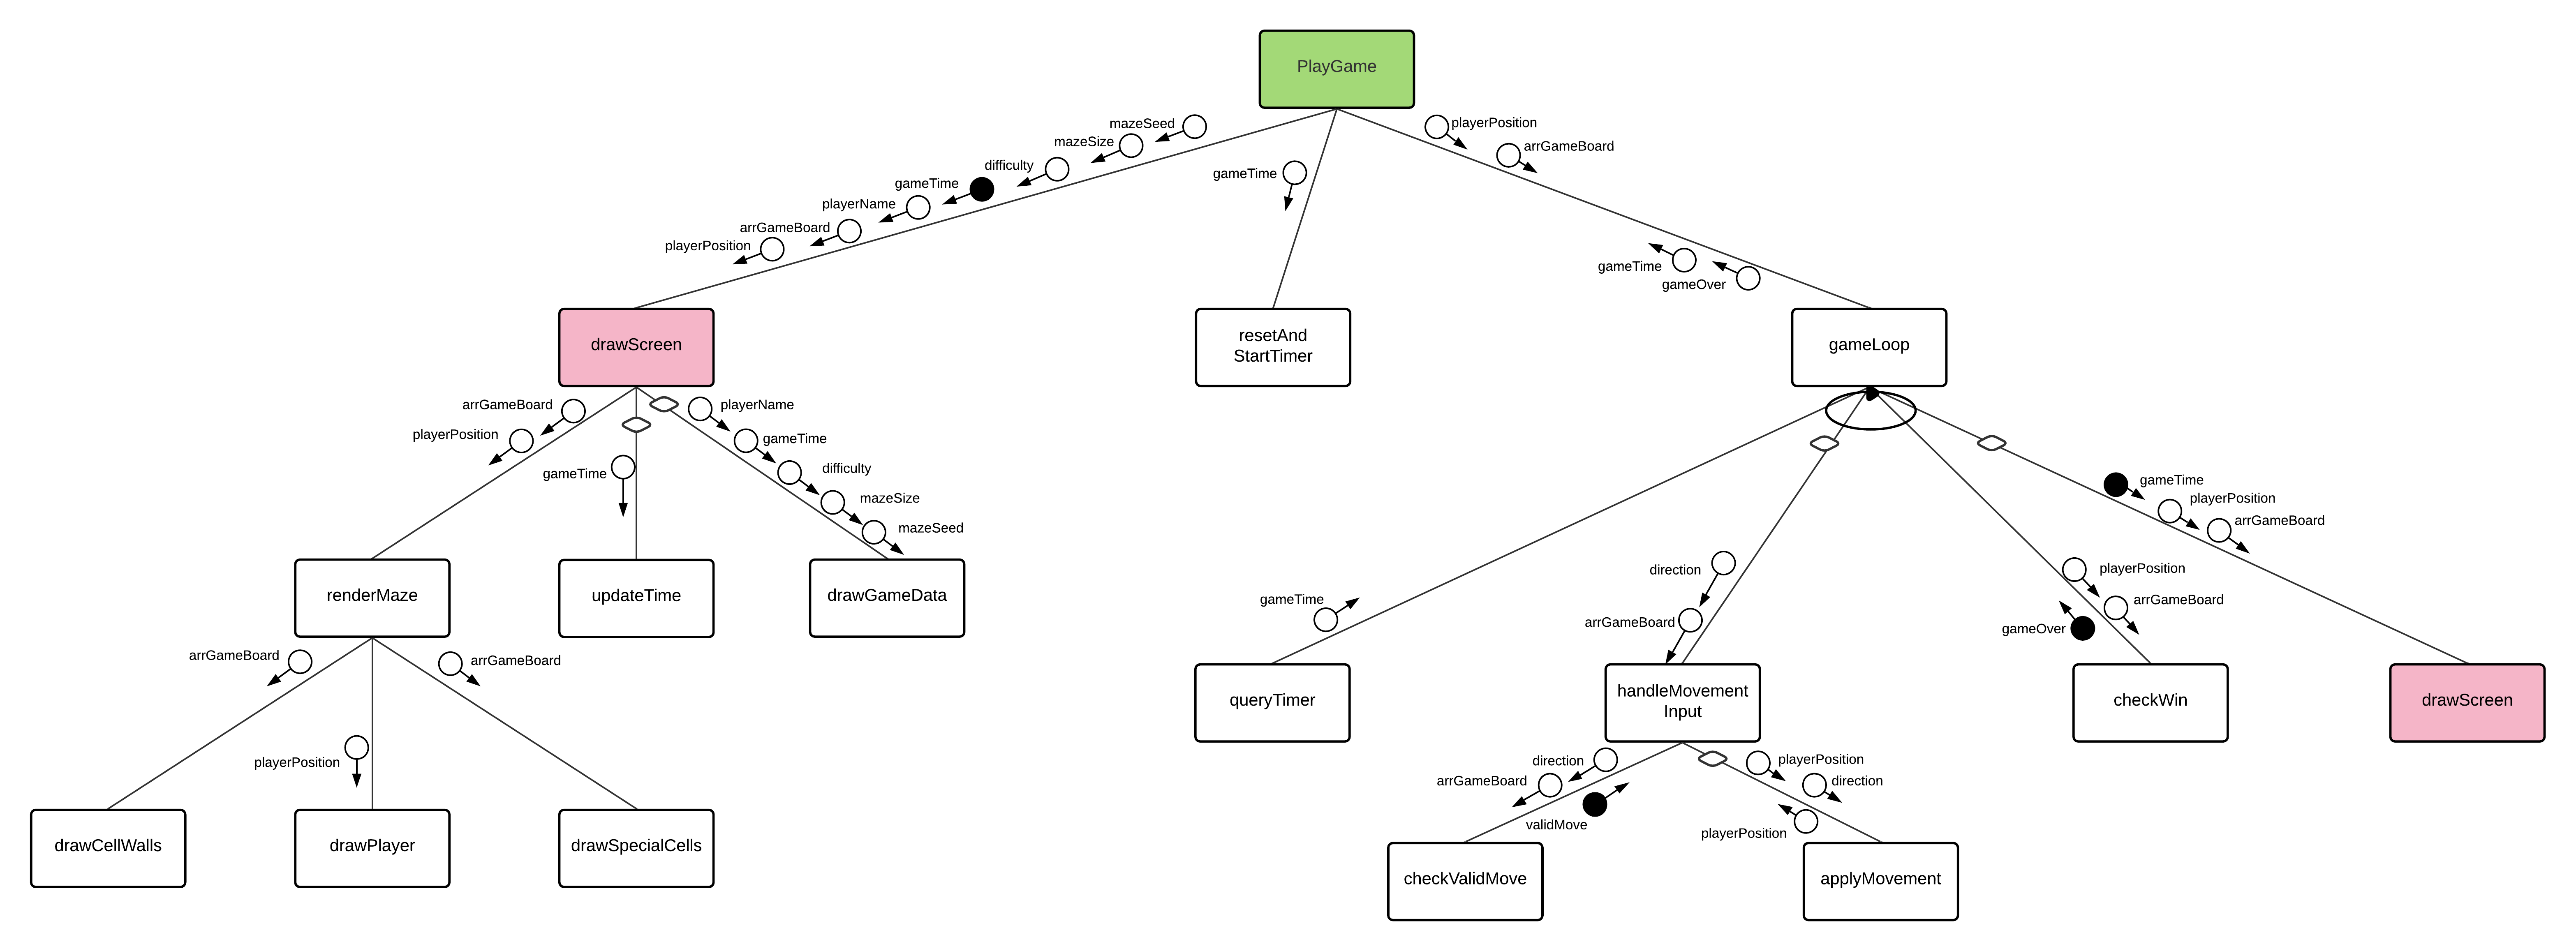 PlayGame
mazeSeed
mazeSize
difficulty
gameTime
playerName
arrGameBoard
playerPosition
gameTime
playerPosition
arrGameBoard
gameTime
gameOver
drawScreen
resetAnd
StartTimer
gameLoop
arrGameBoard
playerPosition
gameTime
playerName
gameTime
difficulty
mazeSize
mazeSeed
gameTime
playerPosition
arrGameBoard
renderMaze
updateTime
drawGameData
gameTime
direction
arrGameBoard
playerPosition
arrGameBoard
gameOver
arrGameBoard
arrGameBoard
playerPosition
queryTimer
handleMovement
Input
checkWin
drawScreen
direction
arrGameBoard
validMove
playerPosition
direction
playerPosition
drawCellWalls
drawPlayer
drawSpecialCells
checkValidMove
applyMovement